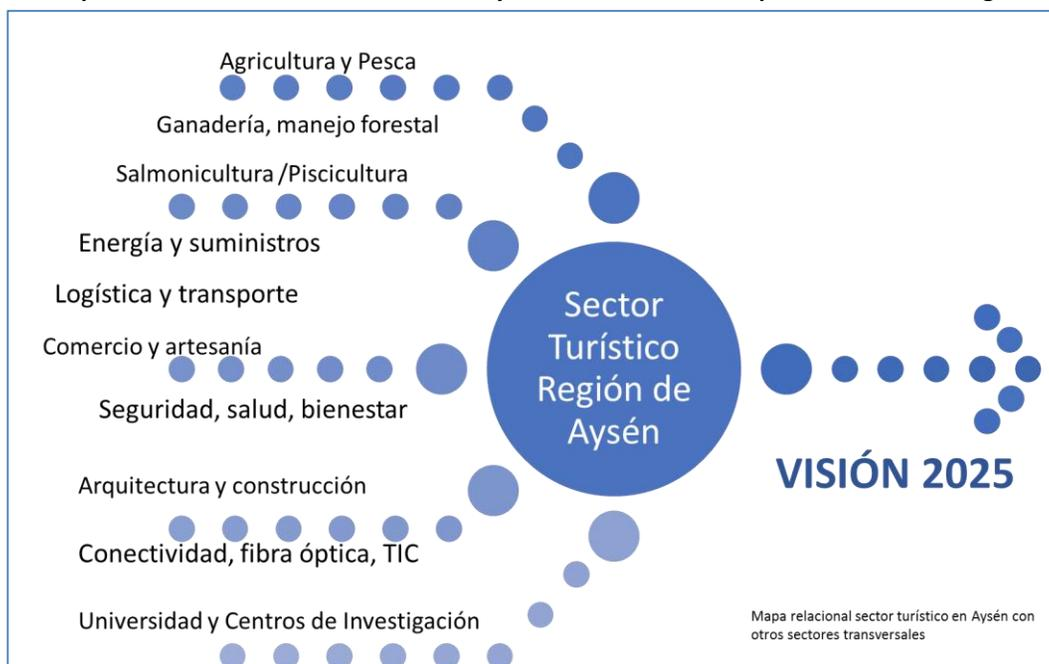 Agricultura y Pesca
Ganadería, manejo forestal
Salmonicultura /Piscicultura
Energía y suministros
Logística y transporte
Comercio y artesanía
Seguridad, salud, bienestar
Arquitectura y construcción
Conectividad, fibra óptica, TIC
Universidad y Centros de Investigación
Sector
Turístico
Región de
Aysén
VISIÓN 2025
Mapa relacional sector turístico en Aysén con
otros sectores transversales